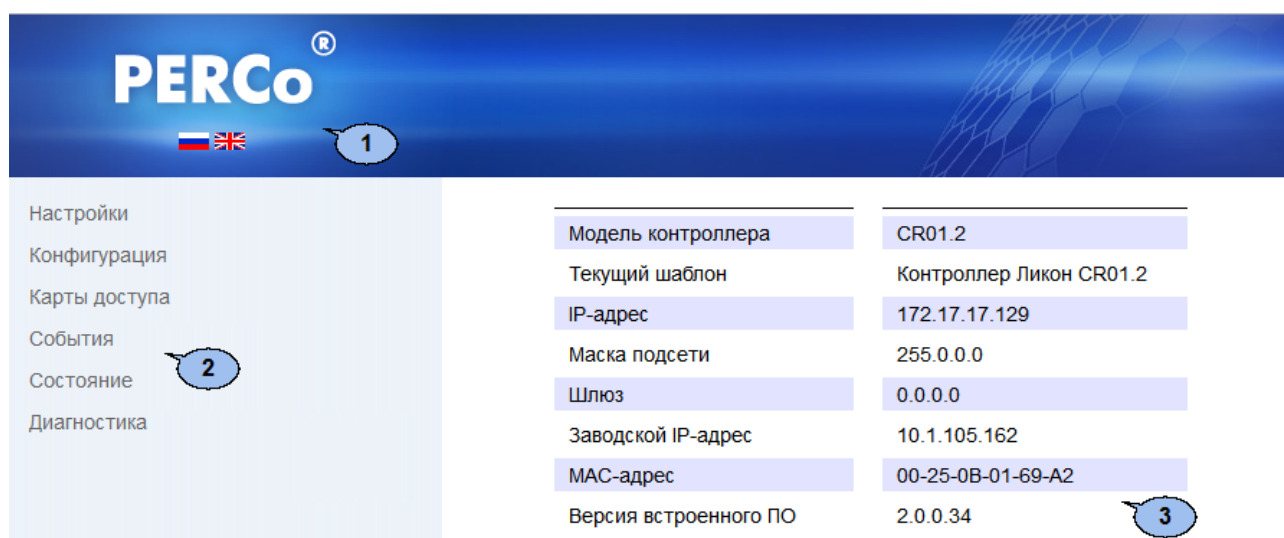 PERCo®
1
Настройки
Конфигурация
Карты доступа
События
Состояние
Диагностика
2
Модель контроллера CR01.2
Текущий шаблон Контроллер Ликон CR01.2
IP-адрес 172.17.17.129
Маска подсети 255.0.0.0
Шлюз 0.0.0.0
Заводской IP-адрес 10.1.105.162
MAC-адрес 00-25-0B-01-69-A2
Версия встроенного ПО 2.0.0.34
3